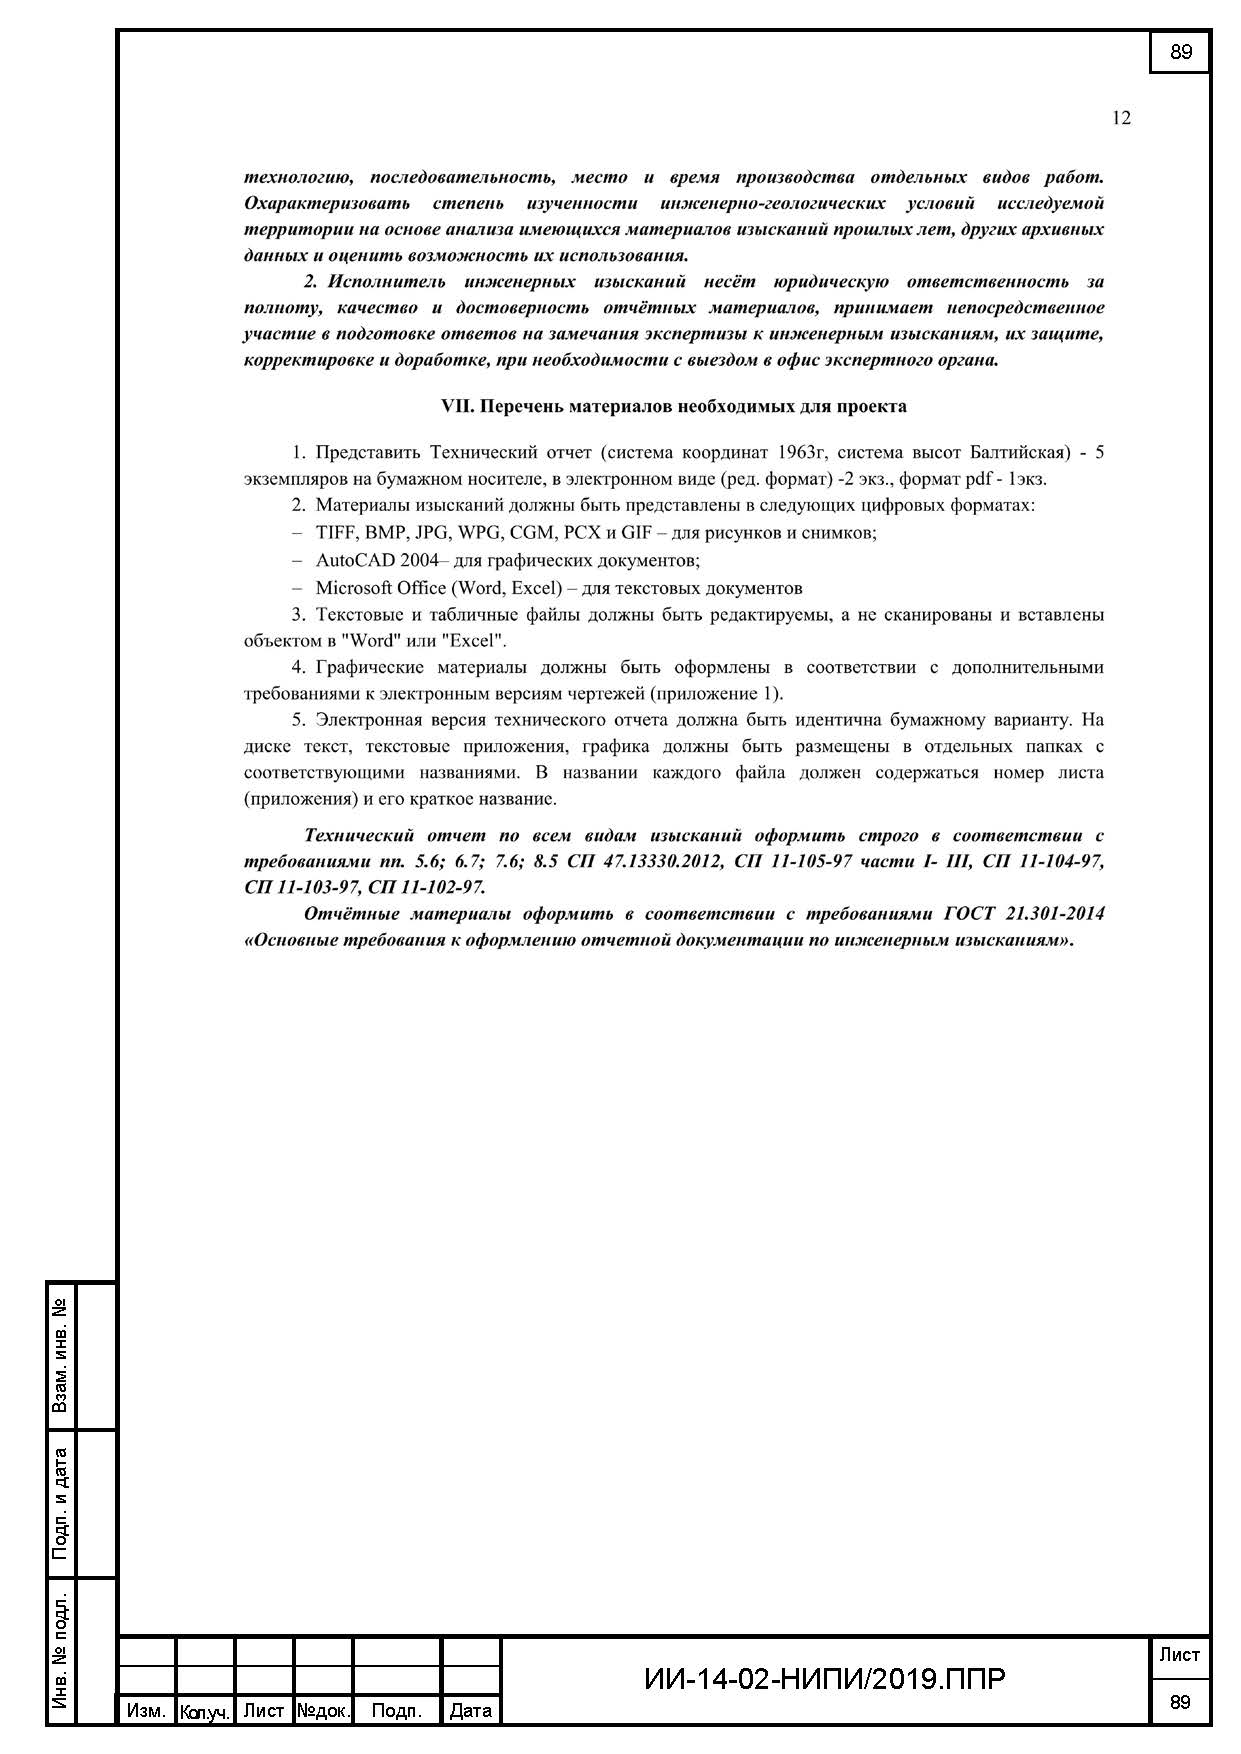 89
12
технологию, последовательность, место и время производства отдельных видов работ.
Охарактеризовать степень изученности инженерно-геологических условий исследуемой
территории на основе анализа имеющихся материалов изысканий прошлых лет, других архивных
данных и оценить возможность их использования.
2. Исполнитель инженерных изысканий несёт юридическую ответственность за
полноту, качество и достоверность отчётных материалов, принимает непосредственное
участие в подготовке ответов на замечания экспертизы к инженерным изысканиям, их защите,
корректировке и доработке, при необходимости с выездом в офис экспертного органа.
VII. Перечень материалов необходимых для проекта
1. Представить Технический отчет (система координат 1963г, система высот Балтийская) - 5
экземпляров на бумажном носителе, в электронном виде (ред. формат) -2 экз., формат pdf - 1экз.
2. Материалы изысканий должны быть представлены в следующих цифровых форматах:
– TIFF, BMP, JPG, WPG, CGM, PCX и GIF – для рисунков и снимков;
– AutoCAD 2004– для графических документов;
– Microsoft Office (Word, Excel) – для текстовых документов
3. Текстовые и табличные файлы должны быть редактируемы, а не сканированы и вставлены
объектом в "Word" или "Excel".
4. Графические материалы должны быть оформлены в соответствии с дополнительными
требованиями к электронным версиям чертежей (приложение 1).
5. Электронная версия технического отчета должна быть идентична бумажному варианту. На
диске текст, текстовые приложения, графика должны быть размещены в отдельных папках с
соответствующими названиями. В названии каждого файла должен содержаться номер листа
(приложения) и его краткое название.
Технический отчет по всем видам изысканий оформить строго в соответствии с
требованиями пп. 5.6; 6.7; 7.6; 8.5 СП 47.13330.2012, СП 11-105-97 части I- III, СП 11-104-97,
СП 11-103-97, СП 11-102-97.
Отчётные материалы оформить в соответствии с требованиями ГОСТ 21.301-2014
«Основные требования к оформлению отчетной документации по инженерным изысканиям».
Взам. инв. №
Подп. и дата
Инв. № подл.
Изм. Кол.уч. Лист №док. Подп. Дата
ИИ-14-02-НИПИ/2019.ППР
Лист
89